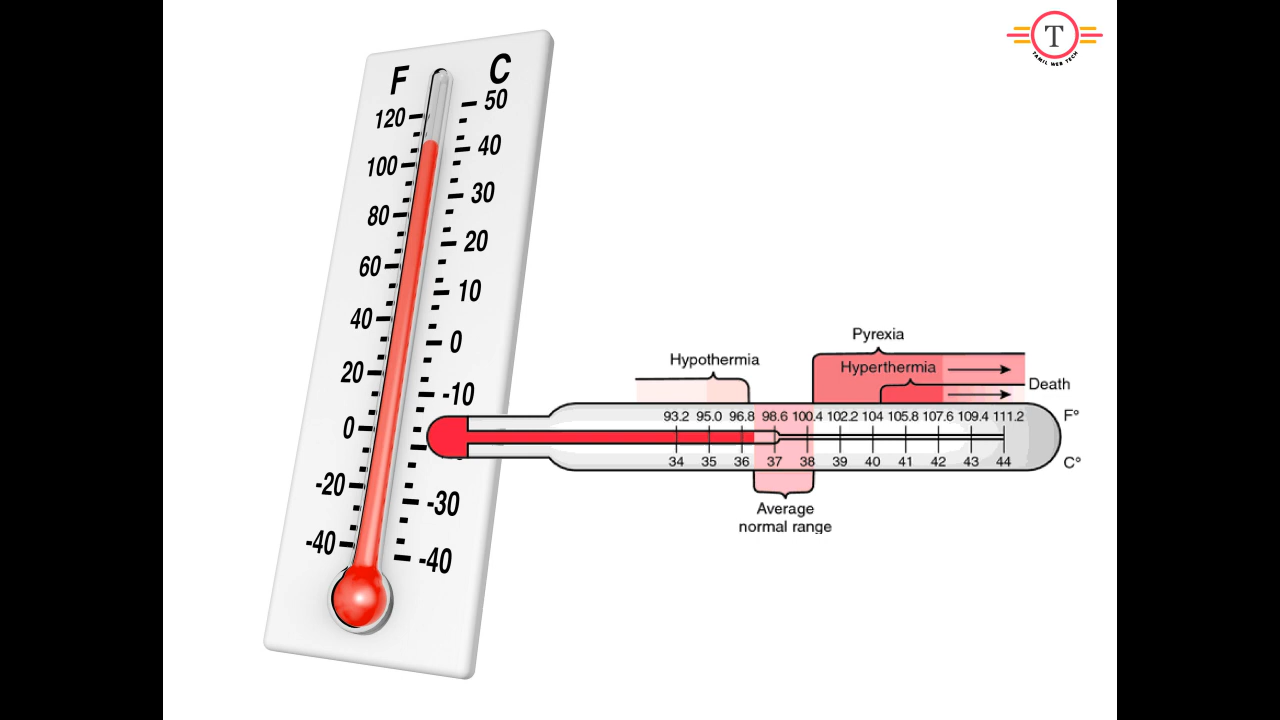 T
TAMIL WEB TECH
F C
120 50
100 40
80 30
60 20
40 10
20 0
0 -10
-20 -30
-40 -40
Pyrexia
Hypothermia
Hyperthermia
Death
93.2 95.0 96.8 98.6 100.4 102.2 104 105.8 107.6 109.4 111.2 F°
34 35 36 37 38 39 40 41 42 43 44 C°
Average
normal range